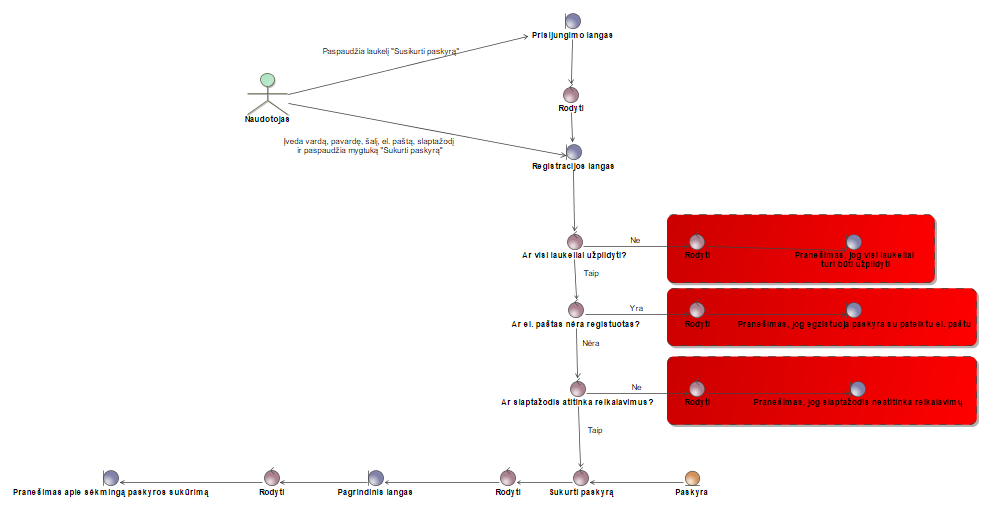 Prisijungimo langas
Paspaudžia laukelį "Susikurti paskyrą"
Rodyti
Naudotojas
Įveda vardą, pavardę, šalį, el. paštą, slaptažodį
ir paspaudžia mygtuką "Sukurti paskyrą"
Registracijos langas
Ne
Ar visi laukeliai užpildyti?
Rodyti
Pranešimas, jog visi laukeliai
turi būti užpildyti
Taip
Yra
Ar el. paštas nėra registuotas?
Rodyti
Pranešimas, jog egzistuoja paskyra su pateiktu el. paštu
Nėra
Ne
Ar slaptažodis atitinka reikalavimus?
Rodyti
Pranešimas, jog slaptažodis neatitinka reikalavimų
Taip
Pranešimas apie sėkmingą paskyros sukūrimą
Rodyti
Pagrindinis langas
Rodyti
Sukurti paskyrą
Paskyra